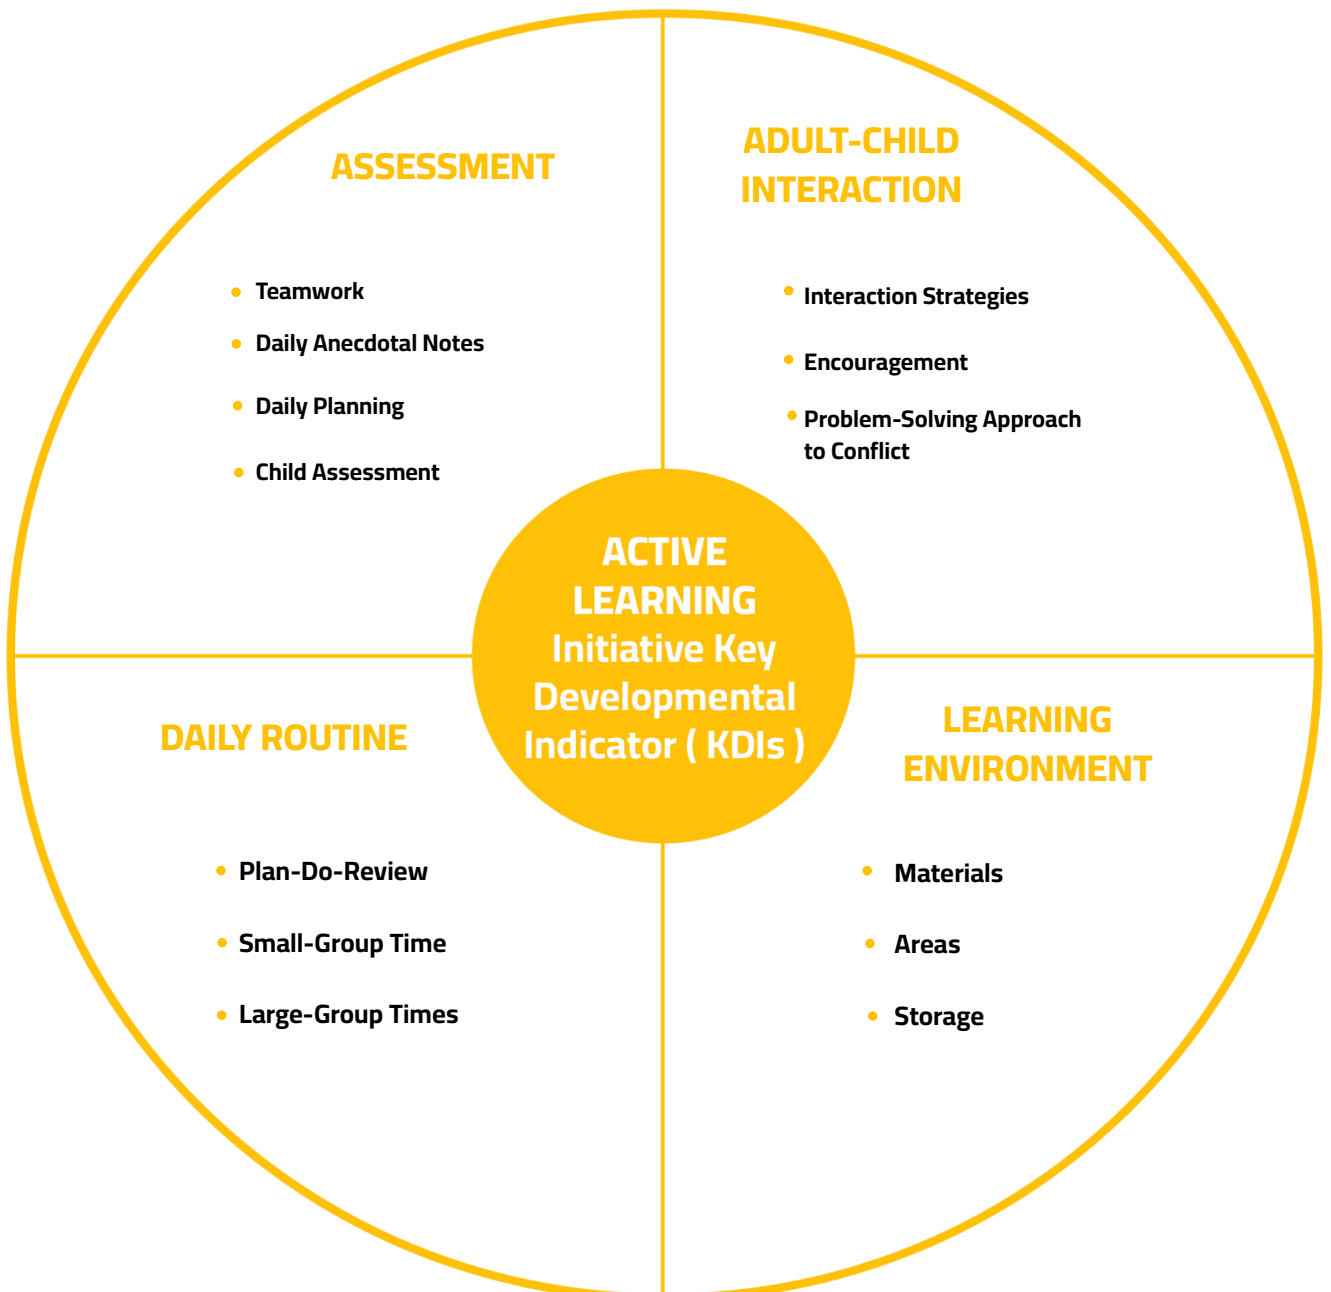 ASSESSMENT
Teamwork
Daily Anecdotal Notes
Daily Planning
Child Assessment
ADULT-CHILD
INTERACTION
Interaction Strategies
Encouragement
Problem-Solving Approach
to Conflict
ACTIVE
LEARNING
Initiative Key
Developmental
Indicator ( KDIs )
DAILY ROUTINE
Plan-Do-Review
Small-Group Time
Large-Group Times
LEARNING
ENVIRONMENT
Materials
Areas
Storage